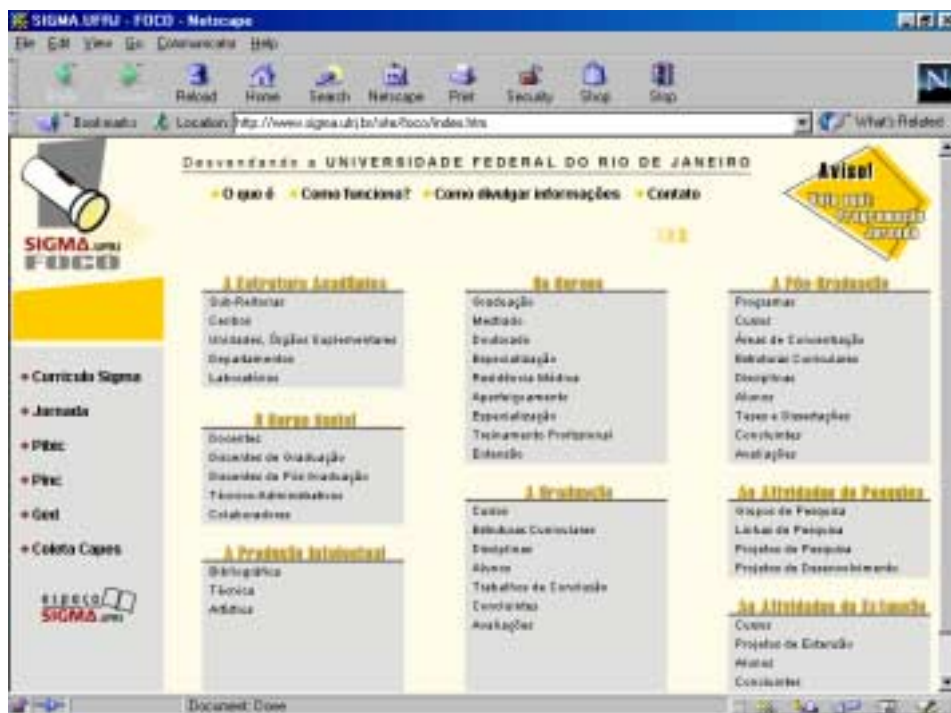 SIGMA.UFRJ - FOCO - Netscape
File Edit View Go Communicator Help
Reload Home Search Netscape Print Security Shop Stop
Bookmarks Location: http://www.sigma.ufrj.br/site/foco/index.htm What's Related
Desvendando a UNIVERSIDADE FEDERAL DO RIO DE JANEIRO
O que é Como funciona? Como divulgar informações Contato
Aviso!
Veja aqui:
Programação
Jornada
SIGMA.UFRJ
FOCO
Currículo Sigma
Jornada
Pibic
Pinc
Ged
Coleta Capes
espaço
SIGMA.UFRJ
A Estrutura Acadêmica
Sub-Reitorias
Centros
Unidades, Órgãos Suplementares
Departamentos
Laboratórios
O Corpo Social
Docentes
Discentes de Graduação
Discentes de Pós-Graduação
Técnico-Administrativos
Colaboradores
A Produção Intelectual
Bibliográfica
Técnica
Artística
Os Cursos
Graduação
Mestrado
Doutorado
Especialização
Residência Médica
Aperfeiçoamento
Especialização
Treinamento Profissional
Extensão
A Graduação
Cursos
Estruturas Curriculares
Disciplinas
Alunos
Trabalhos de Conclusão
Concluintes
Avaliações
A Pós Graduação
Programas
Cursos
Áreas de Concentração
Estruturas Curriculares
Disciplinas
Alunos
Teses e Dissertações
Concluintes
Avaliações
As Atividades de Pesquisa
Grupos de Pesquisa
Linhas de Pesquisa
Projetos de Pesquisa
Projetos de Desenvolvimento
As Atividades de Extensão
Cursos
Projetos de Extensão
Alunos
Concluintes
Document: Done